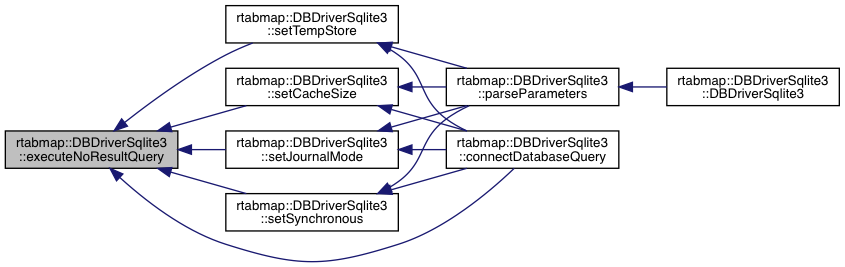 rtabmap::DBDriverSqlite3
::executeNoResultQuery
rtabmap::DBDriverSqlite3
::setTempStore
rtabmap::DBDriverSqlite3
::setCacheSize
rtabmap::DBDriverSqlite3
::setJournalMode
rtabmap::DBDriverSqlite3
::setSynchronous
rtabmap::DBDriverSqlite3
::parseParameters
rtabmap::DBDriverSqlite3
::connectDatabaseQuery
rtabmap::DBDriverSqlite3
::DBDriverSqlite3